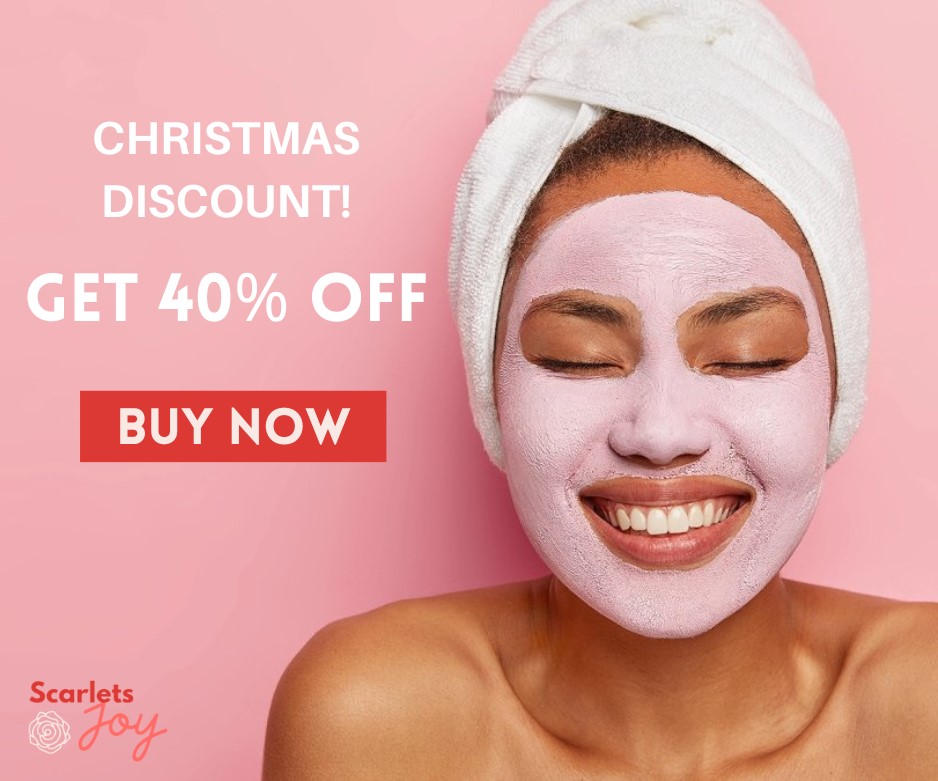 CHRISTMAS
DISCOUNT!
GET 40% OFF
BUY NOW
Scarlets
Joy